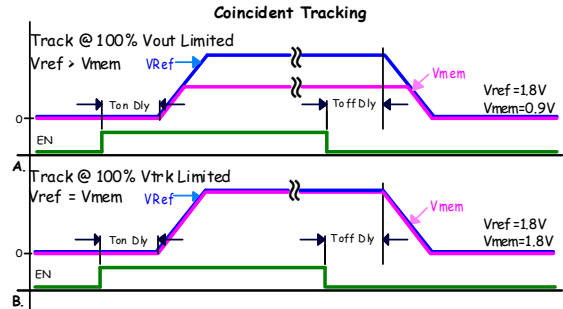 Coincident Tracking
Track @ 100% Vout Limited
Vref > Vmem
VRef
Vmem
Vref=1.8V
Vmem=0.9V
Ton Dly
Toff Dly
0
EN
A.
Track @ 100% Vtrk Limited
Vref = Vmem
VRef
Vmem
Vref=1.8V
Vmem=1.8V
Ton Dly
Toff Dly
0
EN
B.